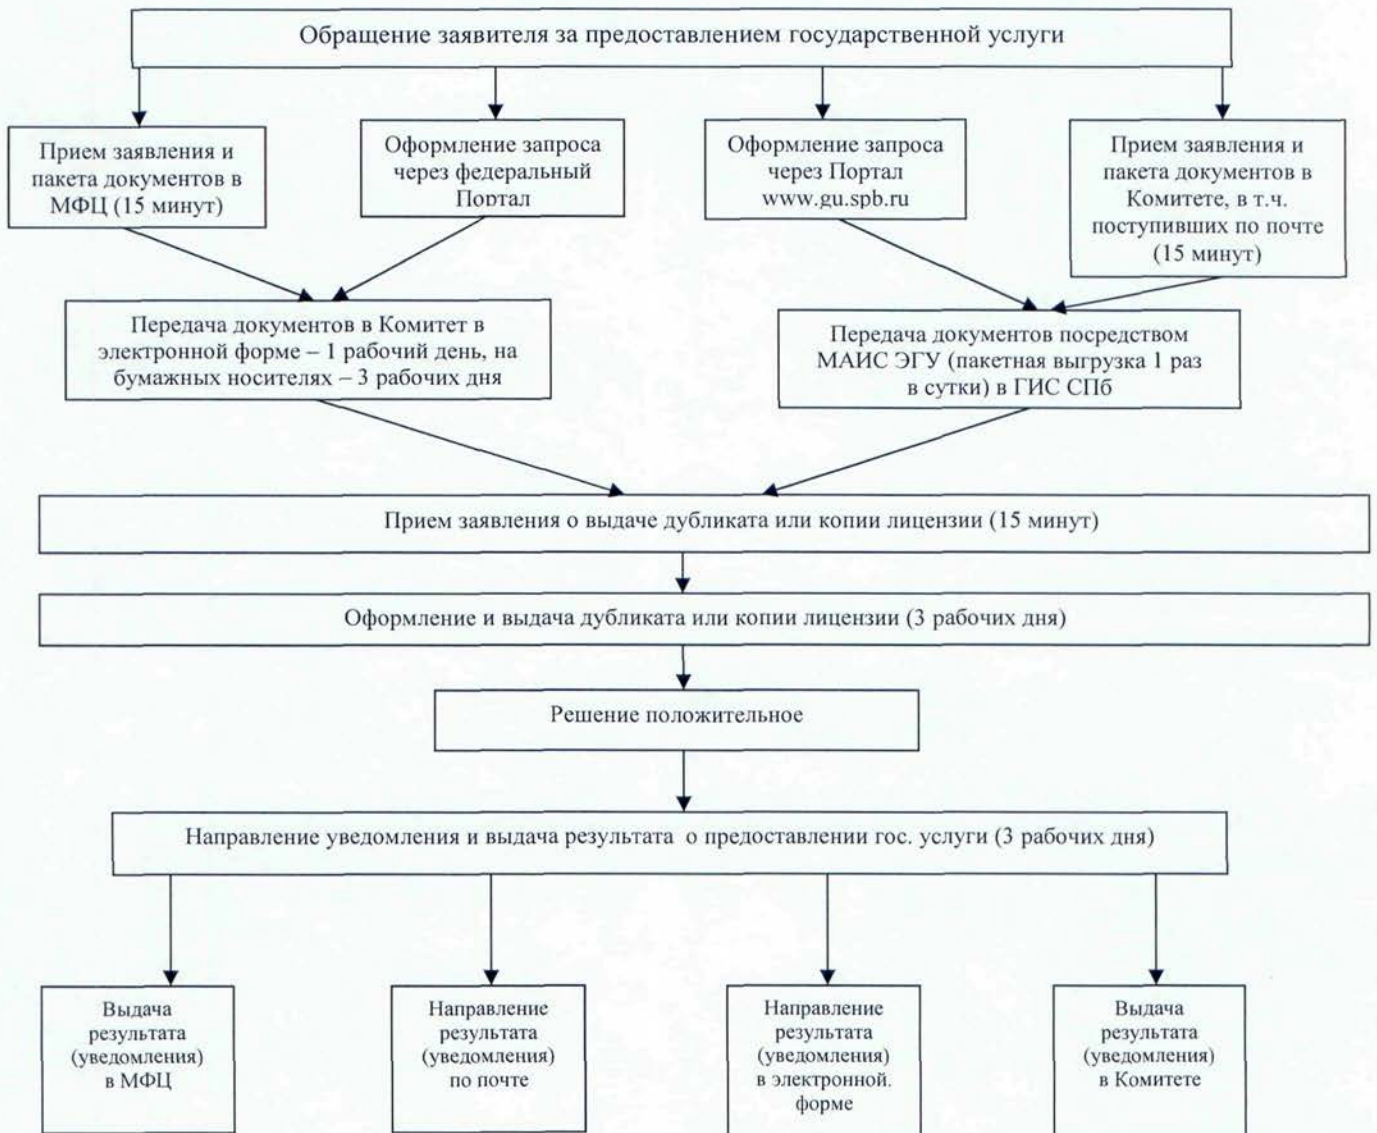 Обращение заявителя за предоставлением государственной услуги
Прием заявления и
пакета документов в
МФЦ (15 минут)
Оформление запроса
через федеральный
Портал
Оформление запроса
через Портал
www.gu.spb.ru
Прием заявления и
пакета документов в
Комитете, в т.ч.
поступивших по почте
(15 минут)
Передача документов в Комитет в
электронной форме – 1 рабочий день, на
бумажных носителях – 3 рабочих дня
Передача документов посредством
МАИС ЭГУ (пакетная выгрузка 1 раз
в сутки) в ГИС СПб
Прием заявления о выдаче дубликата или копии лицензии (15 минут)
Оформление и выдача дубликата или копии лицензии (3 рабочих дня)
Решение положительное
Направление уведомления и выдача результата о предоставлении гос. услуги (3 рабочих дня)
Выдача
результата
(уведомления)
в МФЦ
Направление
результата
(уведомления)
по почте
Направление
результата
(уведомления)
в электронной.
форме
Выдача
результата
(уведомления)
в Комитете